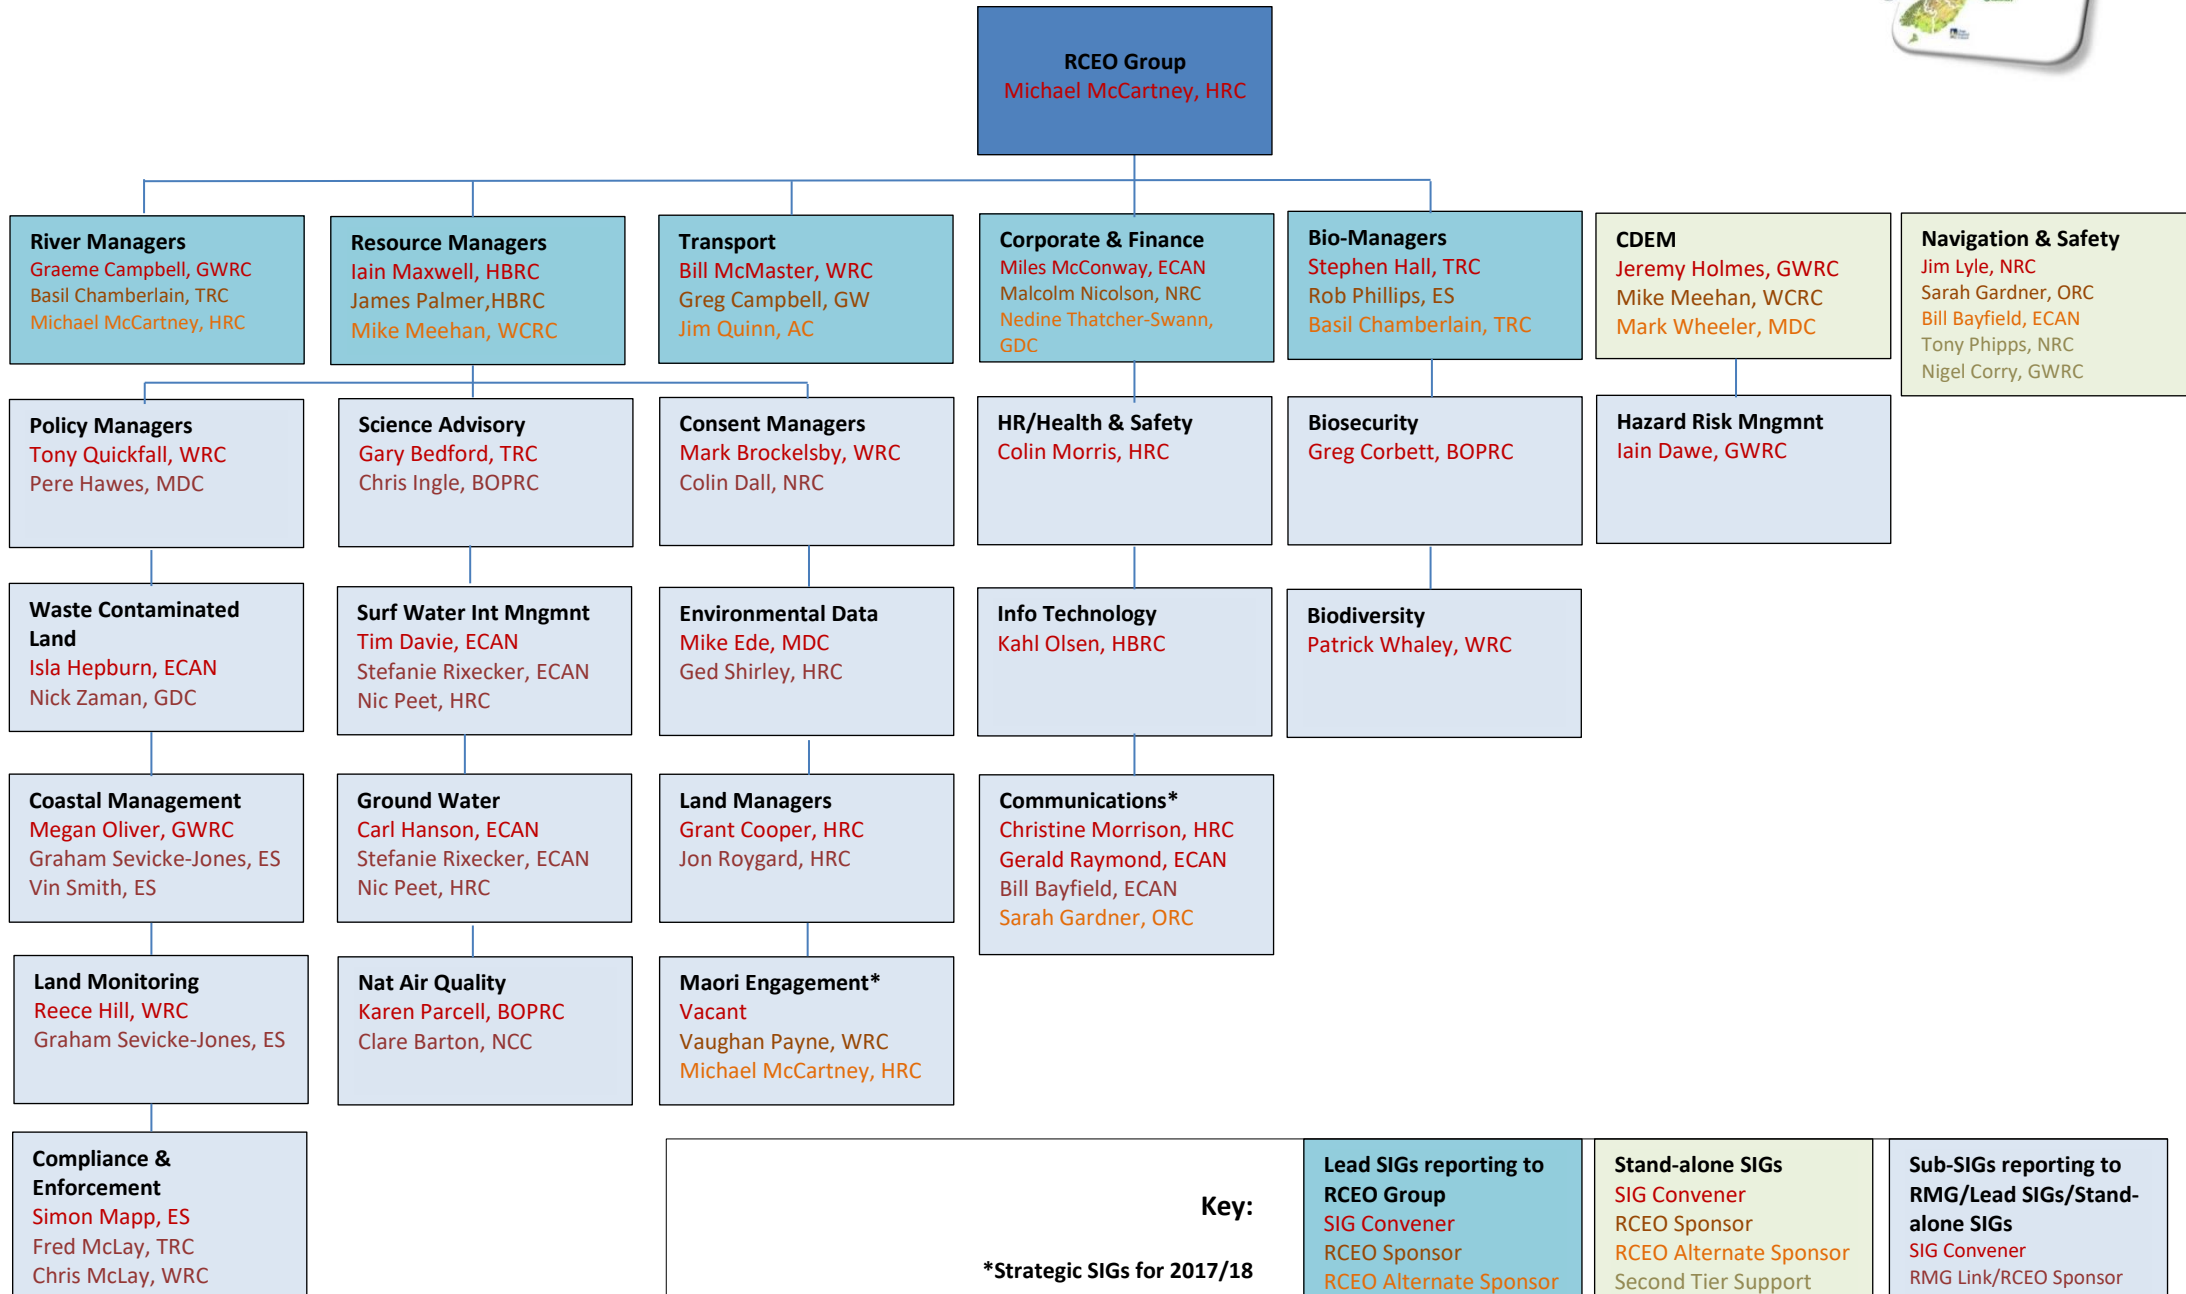 RCEO Group
Michael McCartney, HRC
River Managers
Graeme Campbell, GWRC
Basil Chamberlain, TRC
Michael McCartney, HRC
Resource Managers
Iain Maxwell, HBRC
James Palmer,HBRC
Mike Meehan, WCRC
Transport
Bill McMaster, WRC
Greg Campbell, GW
Jim Quinn, AC
Corporate & Finance
Miles McConway, ECAN
Malcolm Nicolson, NRC
Nedine Thatcher-Swann,
GDC
Bio-Managers
Stephen Hall, TRC
Rob Phillips, ES
Basil Chamberlain, TRC
CDEM
Jeremy Holmes, GWRC
Mike Meehan, WCRC
Mark Wheeler, MDC
Navigation & Safety
Jim Lyle, NRC
Sarah Gardner, ORC
Bill Bayfield, ECAN
Tony Phipps, NRC
Nigel Corry, GWRC
Policy Managers
Tony Quickfall, WRC
Pere Hawes, MDC
Science Advisory
Gary Bedford, TRC
Chris Ingle, BOPRC
Consent Managers
Mark Brockelsby, WRC
Colin Dall, NRC
HR/Health & Safety
Colin Morris, HRC
Biosecurity
Greg Corbett, BOPRC
Hazard Risk Mngmnt
Iain Dawe, GWRC
Waste Contaminated
Land
Isla Hepburn, ECAN
Nick Zaman, GDC
Surf Water Int Mngmnt
Tim Davie, ECAN
Stefanie Rixecker, ECAN
Nic Peet, HRC
Environmental Data
Mike Ede, MDC
Ged Shirley, HRC
Info Technology
Kahl Olsen, HBRC
Biodiversity
Patrick Whaley, WRC
Coastal Management
Megan Oliver, GWRC
Graham Sevicke-Jones, ES
Vin Smith, ES
Ground Water
Carl Hanson, ECAN
Stefanie Rixecker, ECAN
Nic Peet, HRC
Land Managers
Grant Cooper, HRC
Jon Roygard, HRC
Communications*
Christine Morrison, HRC
Gerald Raymond, ECAN
Bill Bayfield, ECAN
Sarah Gardner, ORC
Land Monitoring
Reece Hill, WRC
Graham Sevicke-Jones, ES
Nat Air Quality
Karen Parcell, BOPRC
Clare Barton, NCC
Maori Engagement*
Vacant
Vaughan Payne, WRC
Michael McCartney, HRC
Compliance &
Enforcement
Simon Mapp, ES
Fred McLay, TRC
Chris McLay, WRC
Key:
*Strategic SIGs for 2017/18
Lead SIGs reporting to
RCEO Group
SIG Convener
RCEO Sponsor
RCEO Alternate Sponsor
Stand-alone SIGs
SIG Convener
RCEO Sponsor
RCEO Alternate Sponsor
Second Tier Support
Sub-SIGs reporting to
RMG/Lead SIGs/Stand-
alone SIGs
SIG Convener
RMG Link/RCEO Sponsor